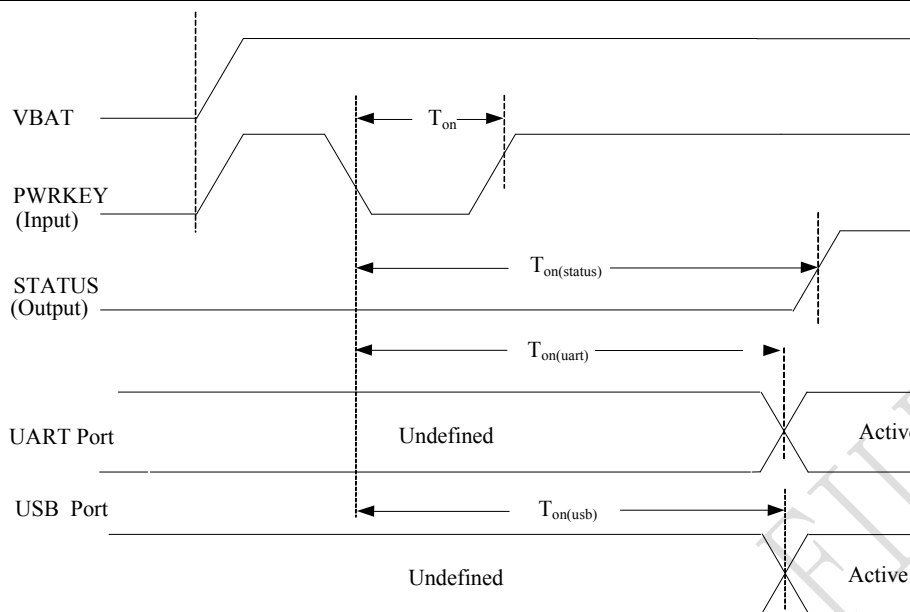 VBAT
Ton
PWRKEY
(Input)
Ton(status)
STATUS
(Output)
Ton(uart)
UART Port
Undefined
Active
USB Port
Ton(usb)
Undefined
Active